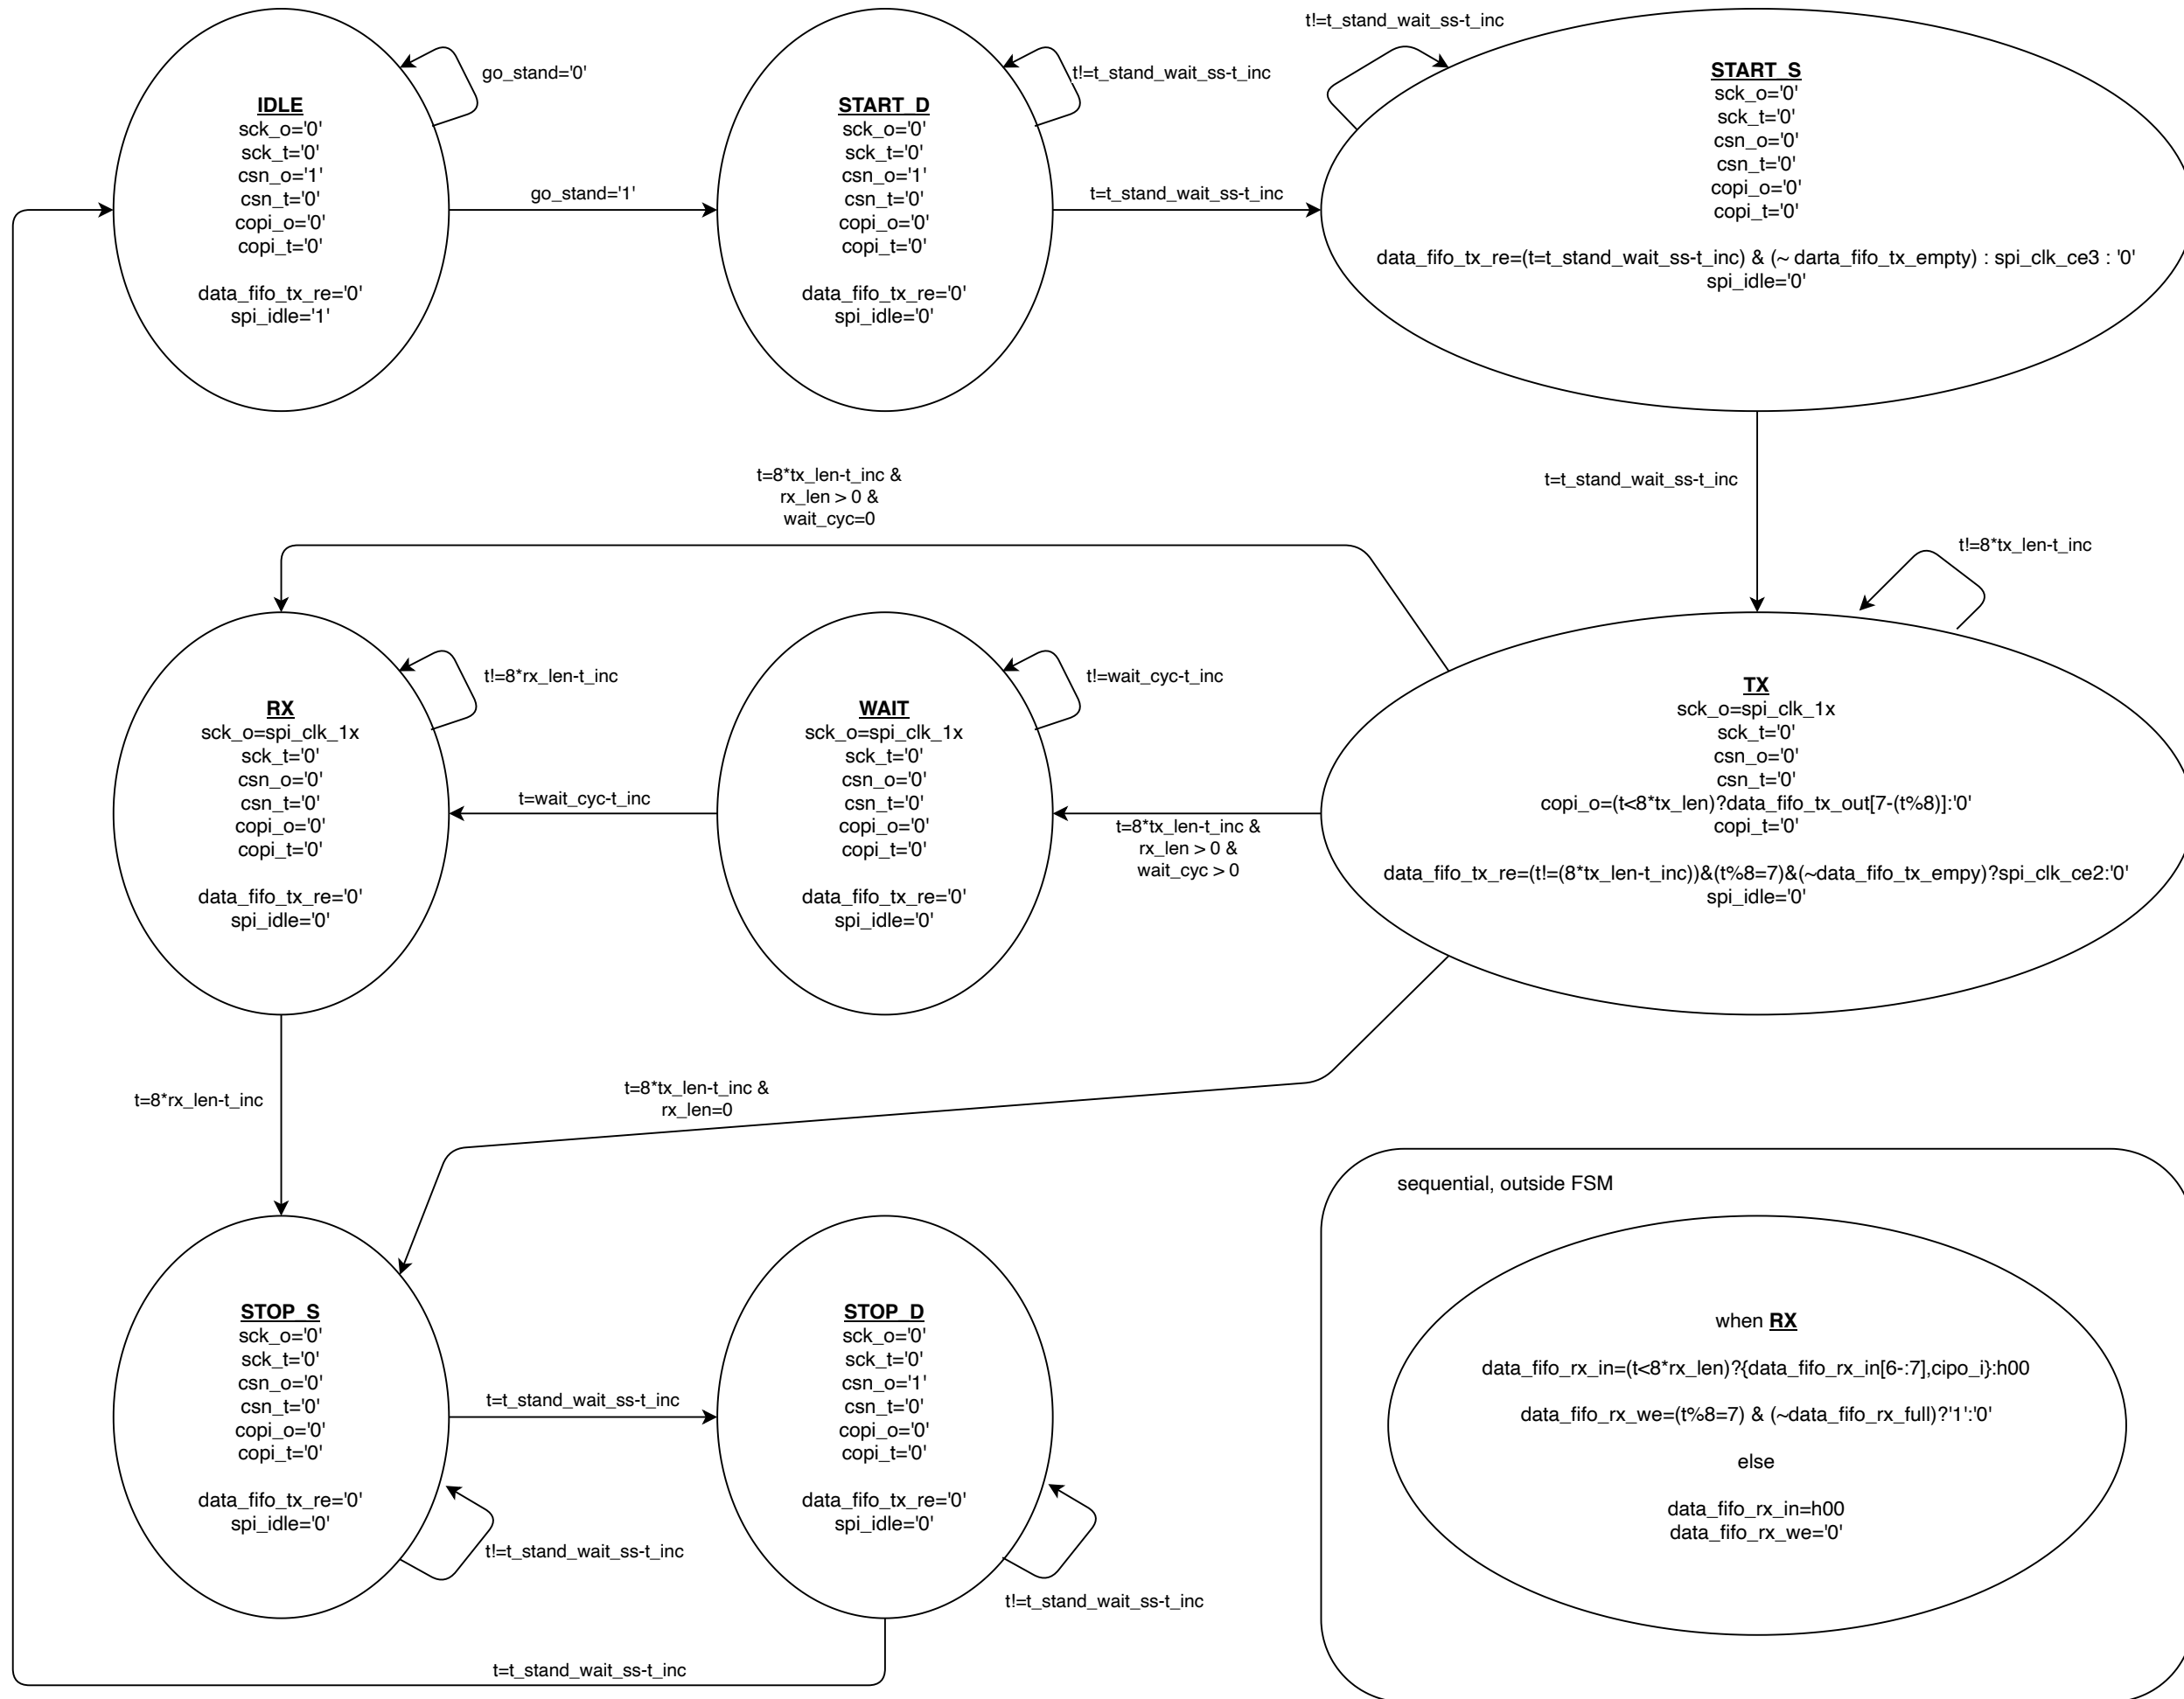 go_stand='0'
IDLE
sck_o='0'
sck_t='0'
csn_o='1'
csn_t='0'
copi_o='0'
copi_t='0'
data_fifo_tx_re='0'
spi_idle='1'
go_stand='1'
t!=t_stand_wait_ss-t_inc
START_D
sck_o='0'
sck_t='0'
csn_o='1'
csn_t='0'
copi_o='0'
copi_t='0'
data_fifo_tx_re='0'
spi_idle='0'
t=t_stand_wait_ss-t_inc
t!=t_stand_wait_ss-t_inc
START_S
sck_o='0'
sck_t='0'
csn_o='0'
csn_t='0'
copi_o='0'
copi_t='0'
data_fifo_tx_re=(t=t_stand_wait_ss-t_inc) & (~ darta_fifo_tx_empty) : spi_clk_ce3 : '0'
spi_idle='0'
t=t_stand_wait_ss-t_inc
t=8*tx_len-t_inc &
rx_len > 0 &
wait_cyc=0
t!=8*tx_len-t_inc
t!=8*rx_len-t_inc
RX
sck_o=spi_clk_1x
sck_t='0'
csn_o='0'
csn_t='0'
copi_o='0'
copi_t='0'
data_fifo_tx_re='0'
spi_idle='0'
t=wait_cyc-t_inc
t!=wait_cyc-t_inc
WAIT
sck_o=spi_clk_1x
sck_t='0'
csn_o='0'
csn_t='0'
copi_o='0'
copi_t='0'
data_fifo_tx_re='0'
spi_idle='0'
t=8*tx_len-t_inc &
rx_len > 0 &
wait_cyc > 0
TX
sck_o=spi_clk_1x
sck_t='0'
csn_o='0'
csn_t='0'
copi_o=(t<8*tx_len)?data_fifo_tx_out[7-(t%8)]:'0'
copi_t='0'
data_fifo_tx_re=(t!=(8*tx_len-t_inc))&(t%8=7)&(~data_fifo_tx_empy)?spi_clk_ce2:'0'
spi_idle='0'
t=8*rx_len-t_inc
t=8*tx_len-t_inc &
rx_len=0
STOP_S
sck_o='0'
sck_t='0'
csn_o='0'
csn_t='0'
copi_o='0'
copi_t='0'
data_fifo_tx_re='0'
spi_idle='0'
t!=t_stand_wait_ss-t_inc
t=t_stand_wait_ss-t_inc
STOP_D
sck_o='0'
sck_t='0'
csn_o='1'
csn_t='0'
copi_o='0'
copi_t='0'
data_fifo_tx_re='0'
spi_idle='0'
t!=t_stand_wait_ss-t_inc
t=t_stand_wait_ss-t_inc
sequential, outside FSM
when RX
data_fifo_rx_in=(t<8*rx_len)?{data_fifo_rx_in[6-:7],cipo_i}:h00
data_fifo_rx_we=(t%8=7) & (~data_fifo_rx_full)?'1':'0'
else
data_fifo_rx_in=h00
data_fifo_rx_we='0'